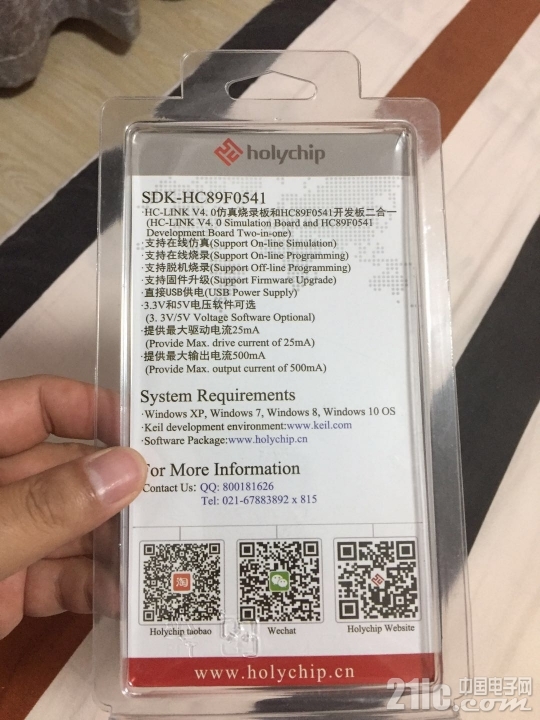 holychip
SDK-HC89F0541
·HC-LINK V4.0仿真烧录板和HC89F0541开发板二合一
(HC-LINK V4.0 Simulation Board and HC89F0541
Development Board Two-in-one)
·支持在线仿真(Support On-line Simulation)
·支持在线烧录(Support On-line Programming)
·支持脱机烧录(Support Off-line Programming)
·支持固件升级(Support Firmware Upgrade)
·直接USB供电(USB Power Supply)
·3.3V和5V电压软件可选
(3.3V/5V Voltage Software Optional)
·提供最大驱动电流25mA
(Provide Max. drive current of 25mA)
·提供最大输出电流500mA
(Provide Max. output current of 500mA)
System Requirements
·Windows XP, Windows 7, Windows 8, Windows 10 OS
·Keil development environment:www.keil.com
·Software Package:www.holychip.cn
For More Information
Contact Us: QQ: 800181626
Tel: 021-67883892 x 815
淘
Holychip taobao
Wechat
Holychip Website
www.holychip.cn
21ic中国电子网
.com